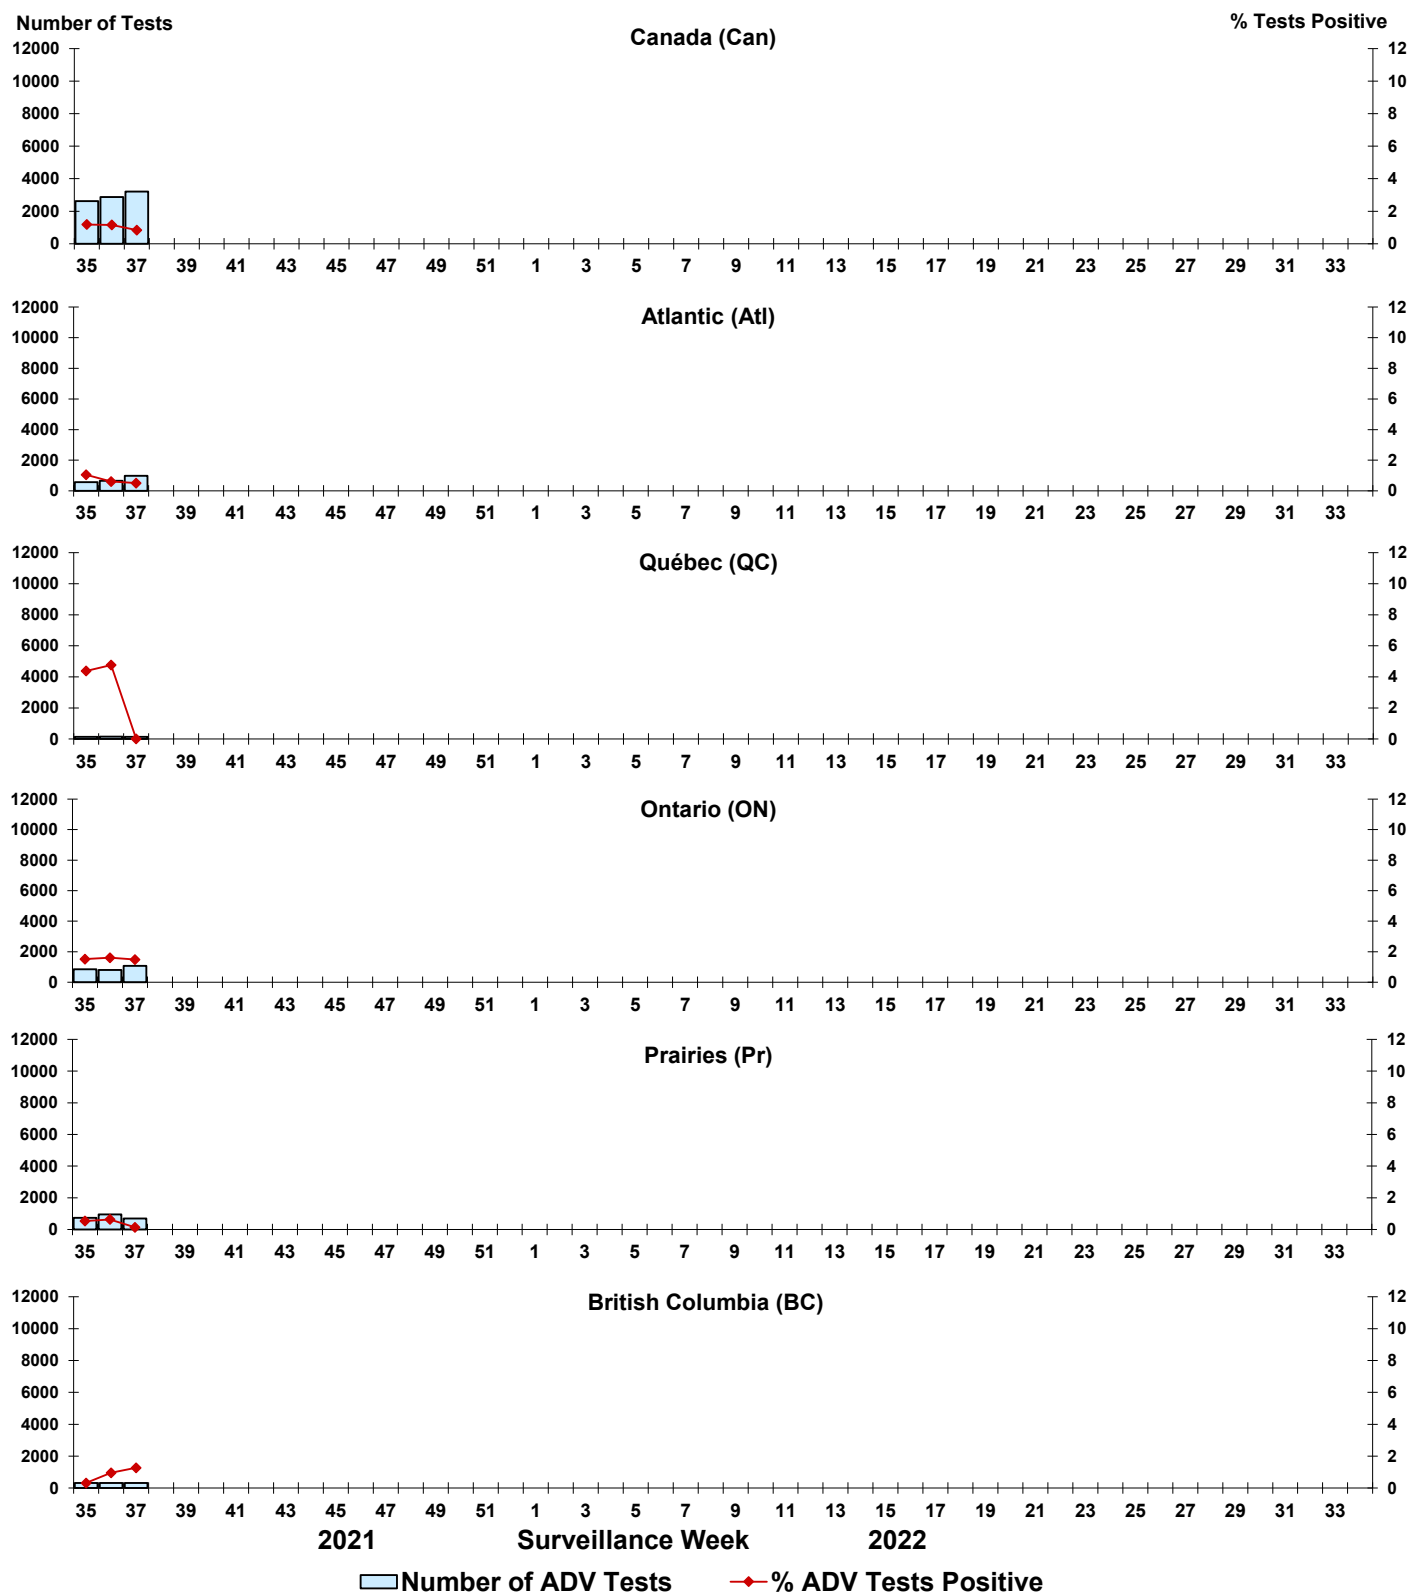 Number of Tests
% Tests Positive
Canada (Can)
12000 12
10000 10
8000 8
6000 6
4000 4
2000 2
0 0
35 37 39 41 43 45 47 49 51 1 3 5 7 9 11 13 15 17 19 21 23 25 27 29 31 33
Atlantic (Atl)
12000 12
10000 10
8000 8
6000 6
4000 4
2000 2
0 0
35 37 39 41 43 45 47 49 51 1 3 5 7 9 11 13 15 17 19 21 23 25 27 29 31 33
Québec (QC)
12000 12
10000 10
8000 8
6000 6
4000 4
2000 2
0 0
35 37 39 41 43 45 47 49 51 1 3 5 7 9 11 13 15 17 19 21 23 25 27 29 31 33
Ontario (ON)
12000 12
10000 10
8000 8
6000 6
4000 4
2000 2
0 0
35 37 39 41 43 45 47 49 51 1 3 5 7 9 11 13 15 17 19 21 23 25 27 29 31 33
Prairies (Pr)
12000 12
10000 10
8000 8
6000 6
4000 4
2000 2
0 0
35 37 39 41 43 45 47 49 51 1 3 5 7 9 11 13 15 17 19 21 23 25 27 29 31 33
British Columbia (BC)
12000 12
10000 10
8000 8
6000 6
4000 4
2000 2
0 0
35 37 39 41 43 45 47 49 51 1 3 5 7 9 11 13 15 17 19 21 23 25 27 29 31 33
2021 Surveillance Week 2022
Number of ADV Tests % ADV Tests Positive